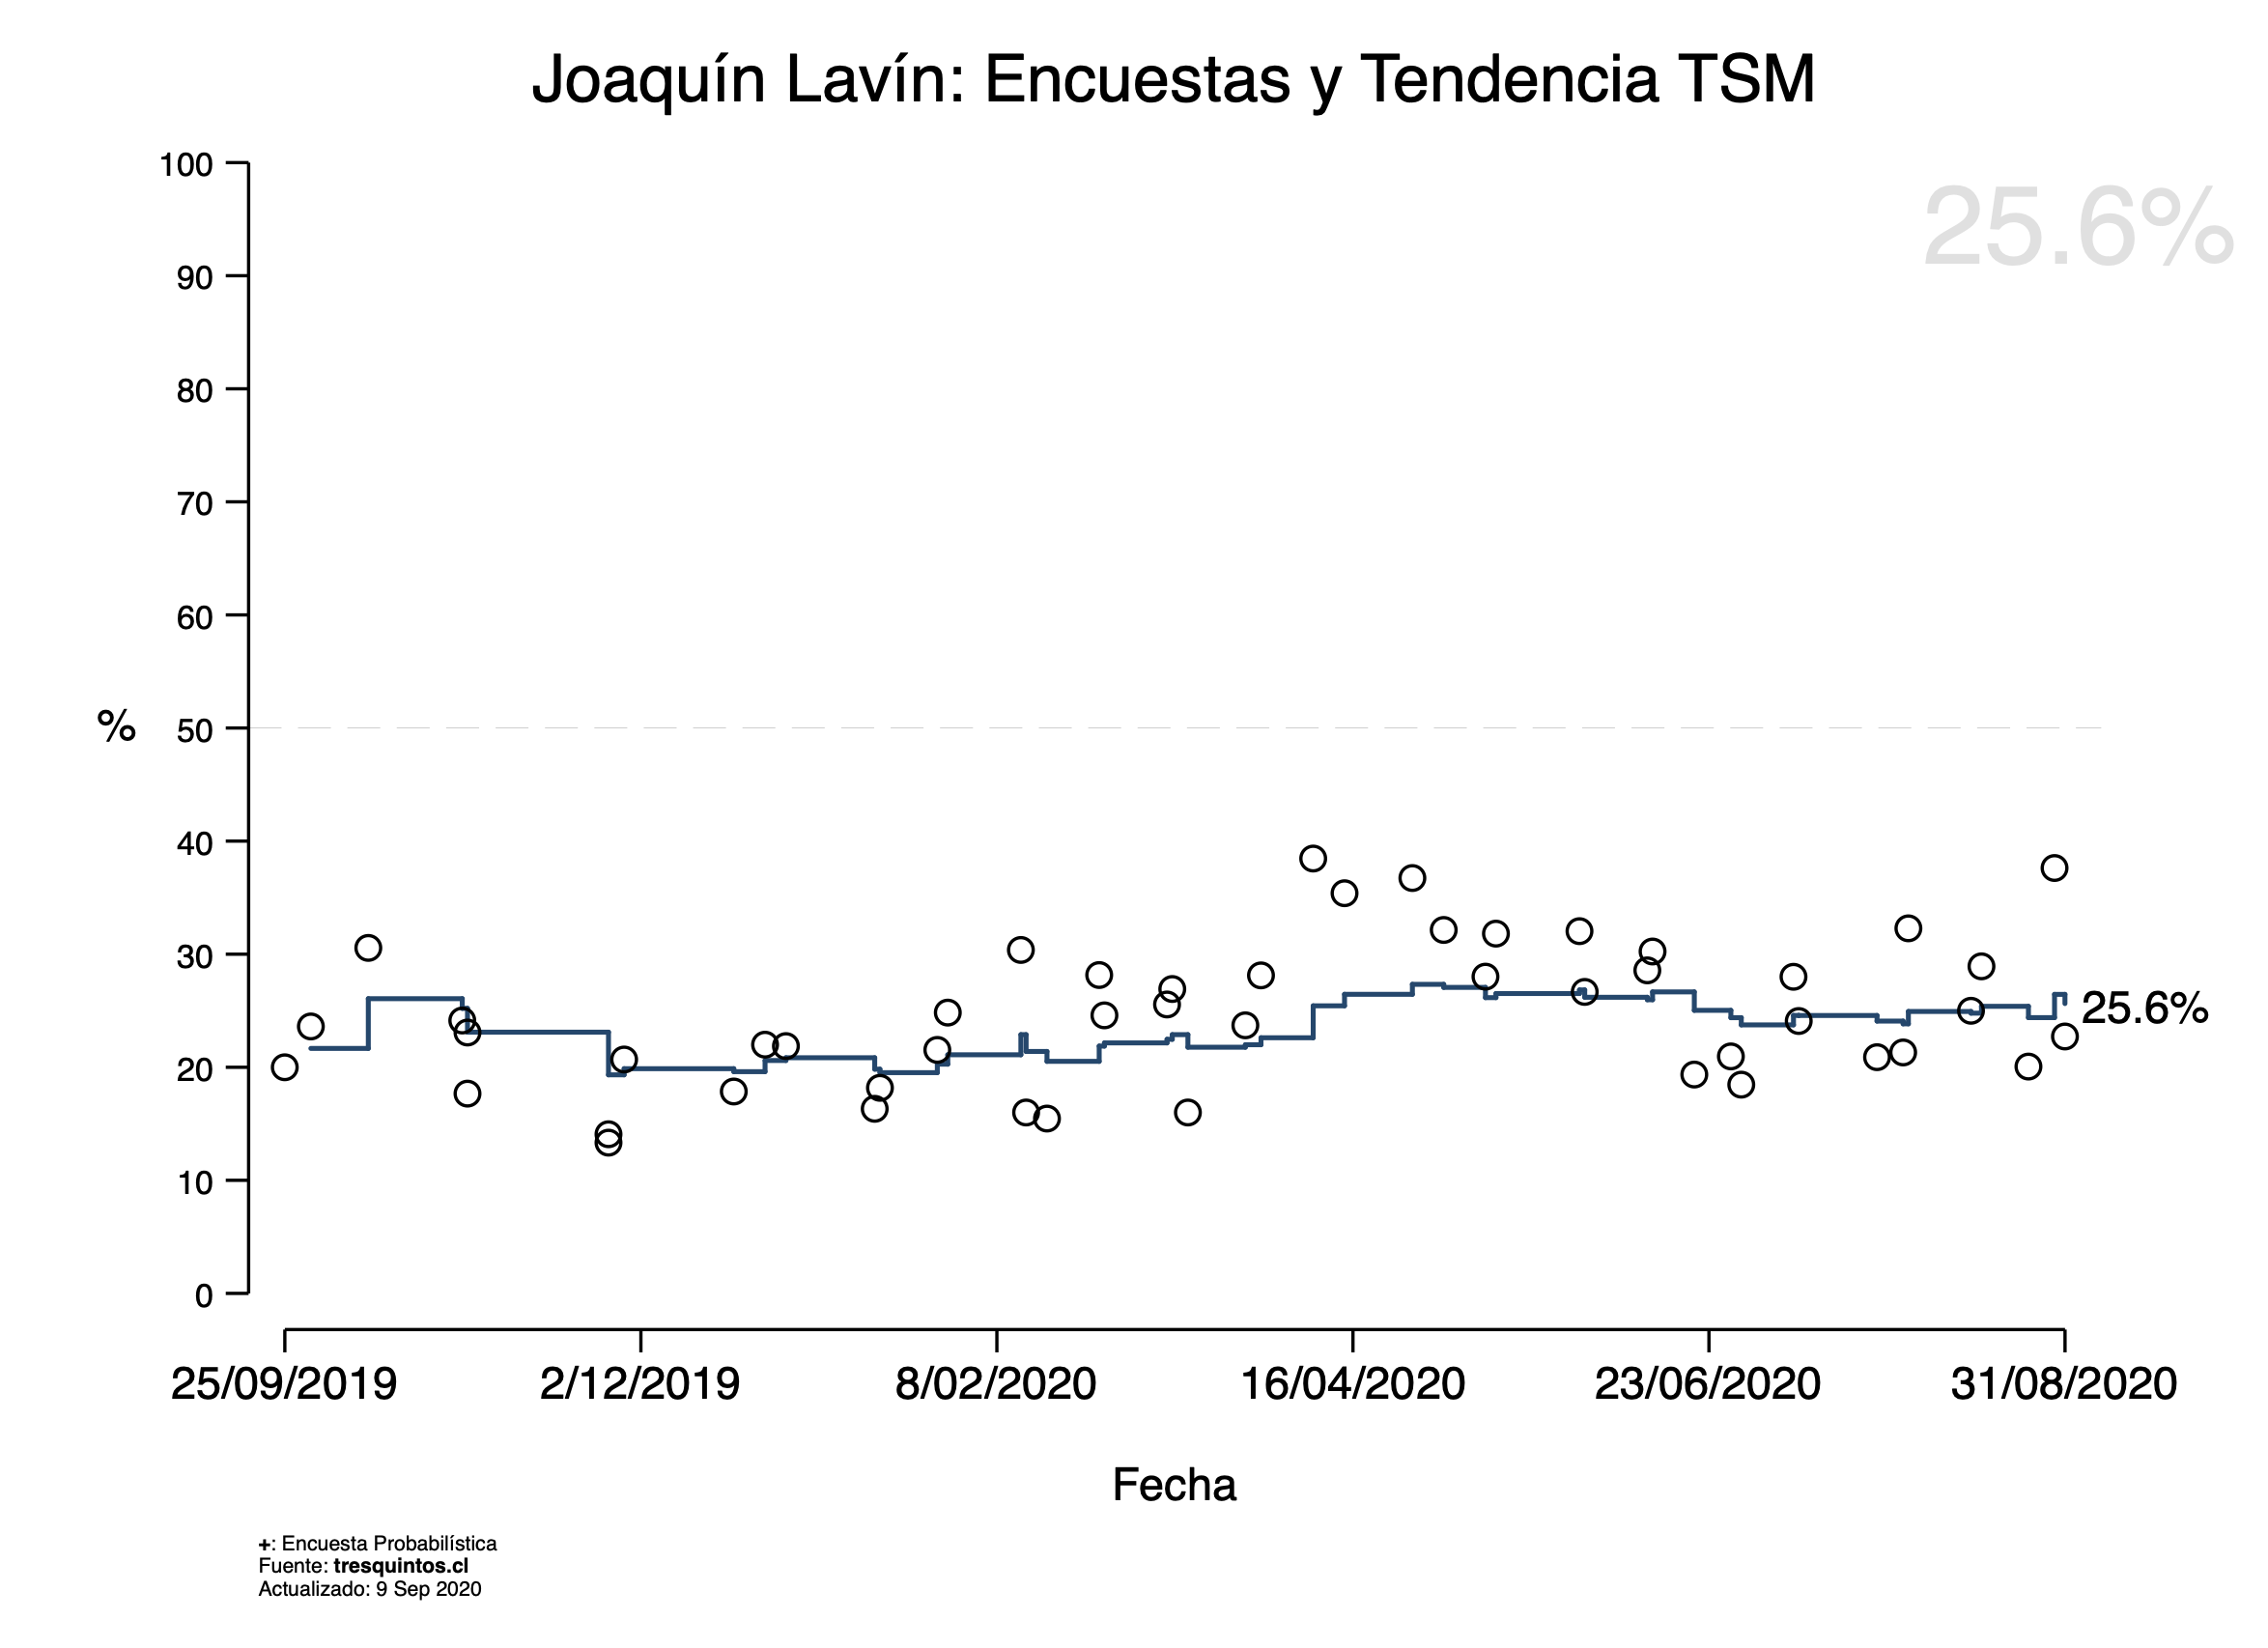 Joaquín Lavín: Encuestas y Tendencia TSM
25.6%
100
90
80
70
60
50
40
30
20
10
0
%
25.6%
25/09/2019 2/12/2019 8/02/2020 16/04/2020 23/06/2020 31/08/2020
Fecha
+: Encuesta Probabilística
Fuente: tresquintos.cl
Actualizado: 9 Sep 2020